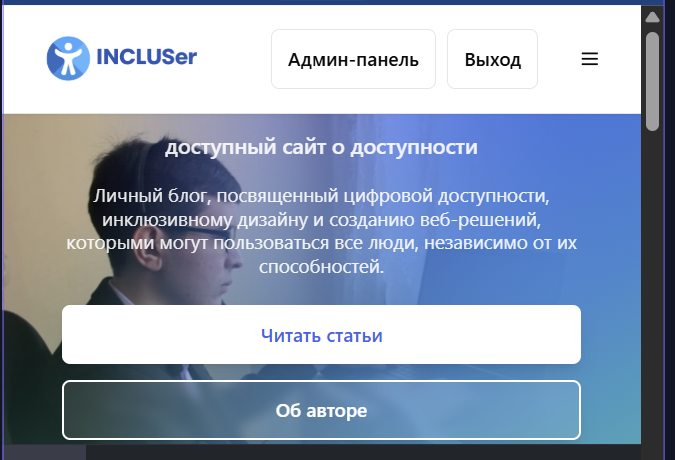 INCLUSer
Админ-панель
Выход
доступный сайт о доступности
Личный блог, посвященный цифровой доступности,
инклюзивному дизайну и созданию веб-решений,
которыми могут пользоваться все люди, независимо от их
способностей.
Читать статьи
Об авторе